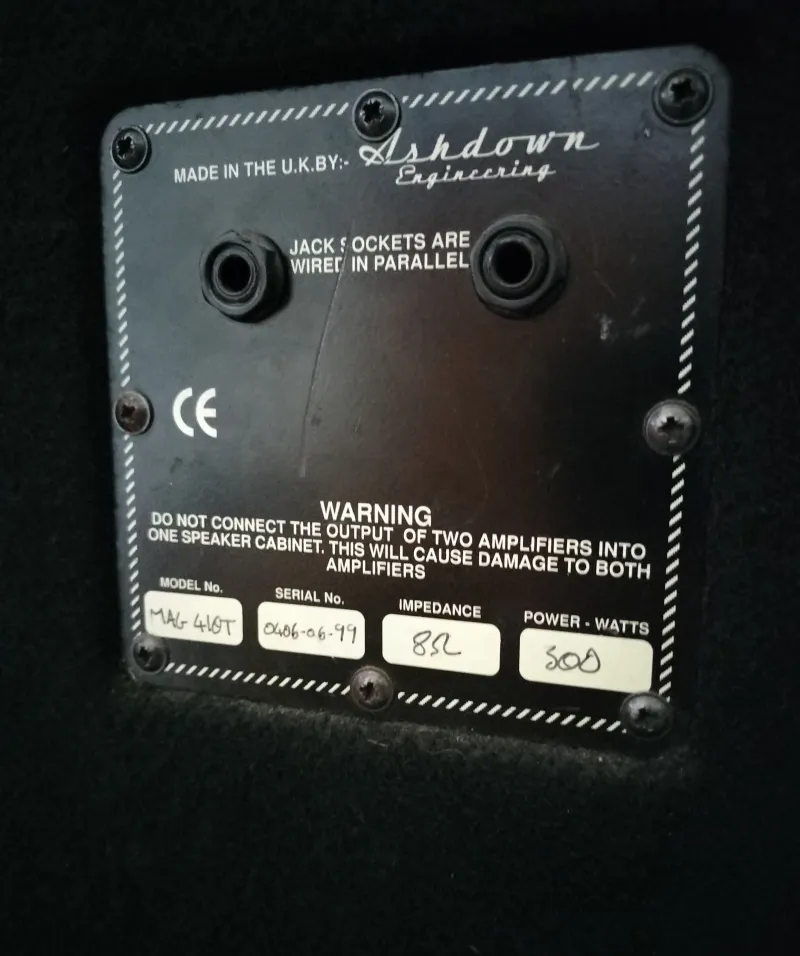 MADE IN THE U.K.BY:- Ashdown
Engineering
JACK SOCKETS ARE
WIRED IN PARALLEL
CE
WARNING
DO NOT CONNECT THE OUTPUT OF TWO AMPLIFIERS INTO
ONE SPEAKER CABINET. THIS WILL CAUSE DAMAGE TO BOTH
AMPLIFIERS
MODEL No. SERIAL No. IMPEDANCE POWER - WATTS
MAG 410T 0406-06-99 8Ω 500